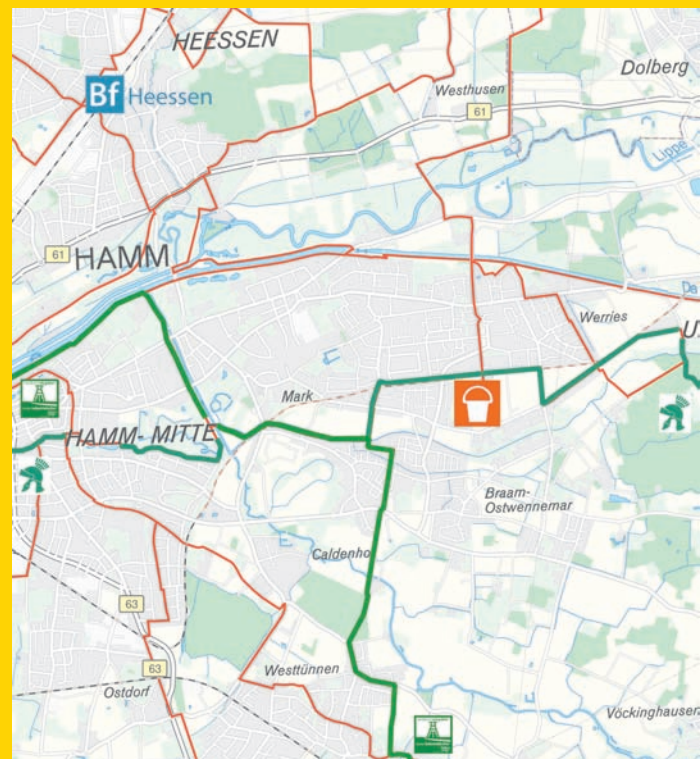 HEESSEN
Dolberg
Bf Heessen
Westhusen
61
Lippe
61
HAMM
De
Werries
U
Mark
HAMM-MITTE
Braam-
Ostwennemar
Caldenho
63
63
Westtünnen
Ostdorf
Vöckinghausen